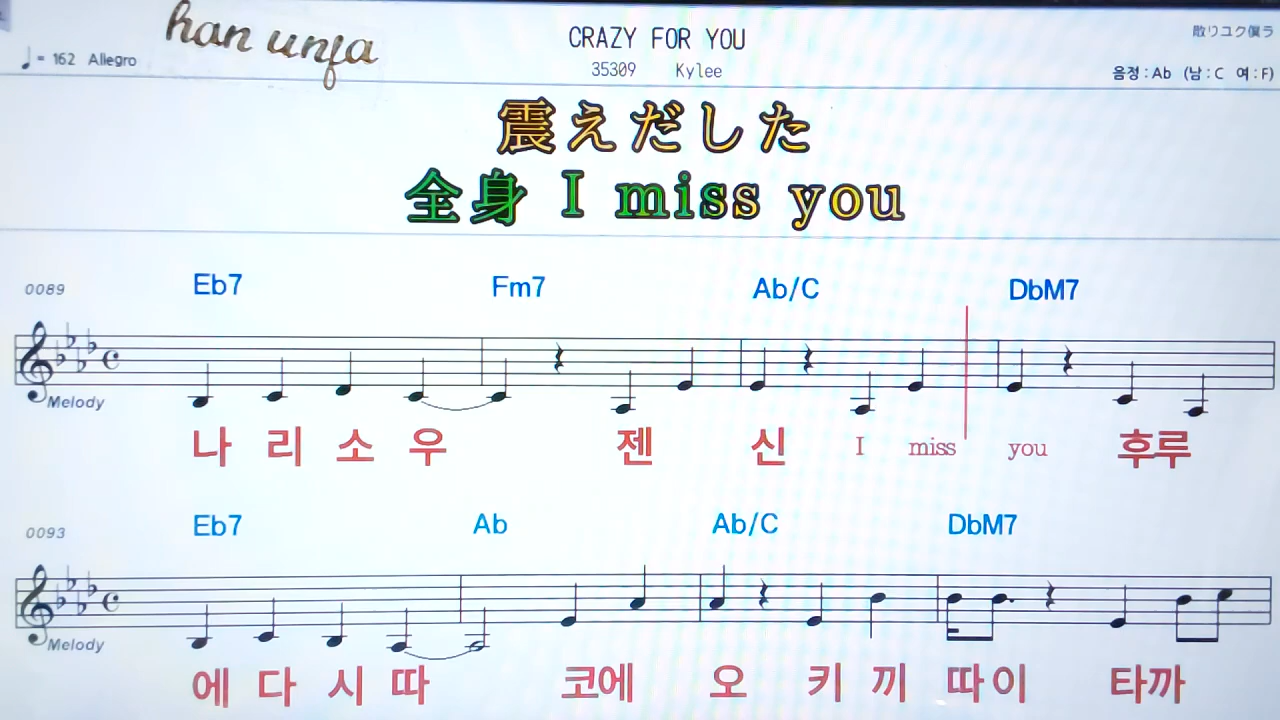 han unfa
CRAZY FOR YOU
散りユク僕ラ
= 162 Allegro
35309 Kylee
음정 : Ab (남 : C 여 : F)
震えだした
全身 I miss you
0089 Eb7 Fm7 Ab/C DbM7
Melody
나 리 소 우 젠 신 I miss you 후루
0093 Eb7 Ab Ab/C DbM7
Melody
에 다 시 따 코에 오 키 끼 따이 타까